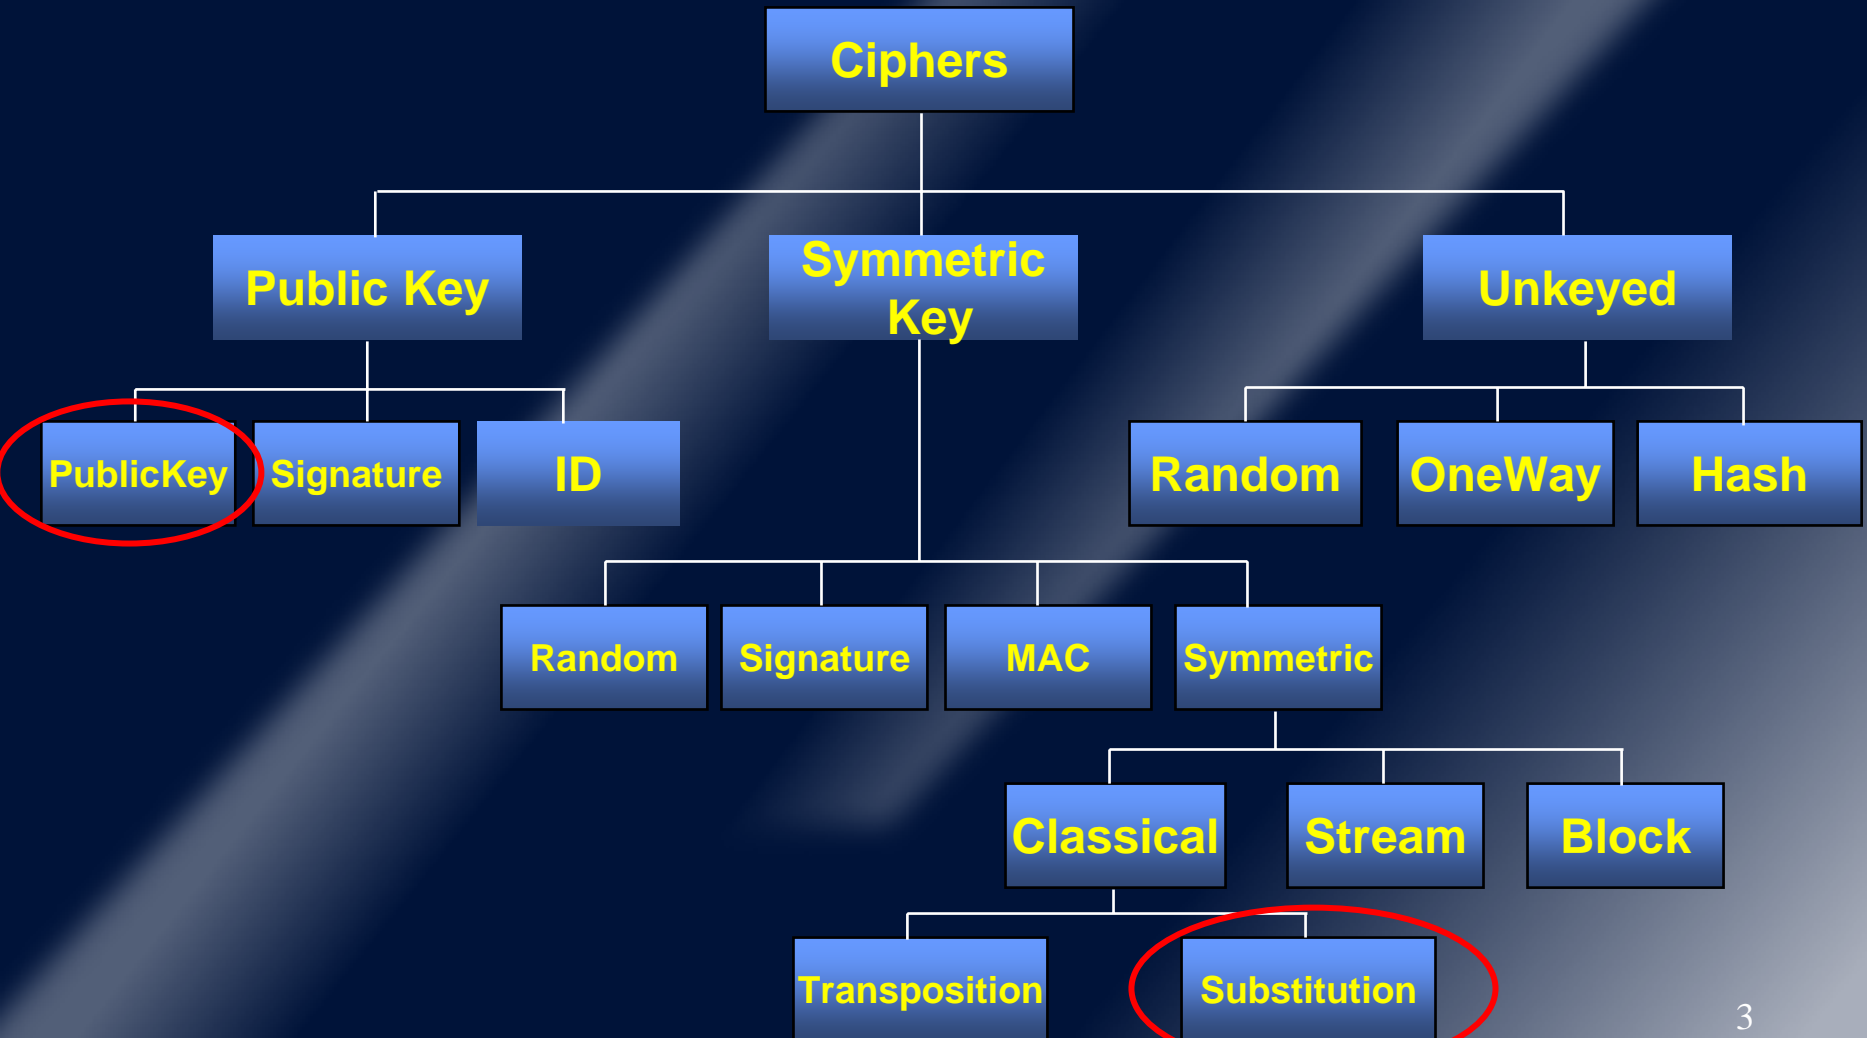 Ciphers
Public Key
Symmetric
Key
Unkeyed
PublicKey
Signature
ID
Random
OneWay
Hash
Random
Signature
MAC
Symmetric
Classical
Stream
Block
Transposition
Substitution
3